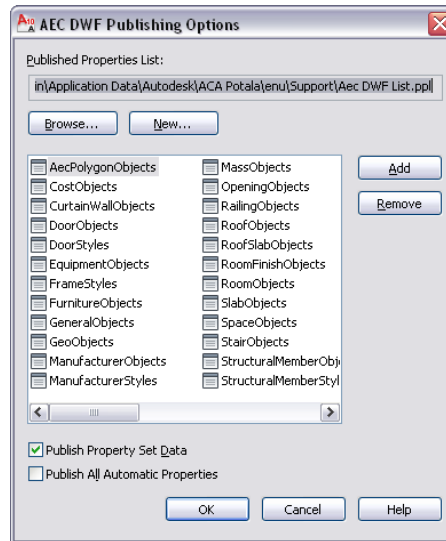 AEC DWF Publishing Options
Published Properties List:
in\Application Data\Autodesk\ACA Potala\enu\Support\Aec DWF List.ppl
Browse... New...
AecPolygonObjects MassObjects Add
CostObjects OpeningObjects
CurtainWallObjects RailingObjects Remove
DoorObjects RoofObjects
DoorStyles RoofSlabObjects
EquipmentObjects RoomFinishObjects
FrameStyles RoomObjects
FurnitureObjects SlabObjects
GeneralObjects SpaceObjects
GeoObjects StairObjects
ManufacturerObjects StructuralMemberObj
ManufacturerStyles StructuralMemberStyl
Publish Property Set Data
Publish All Automatic Properties
OK Cancel Help